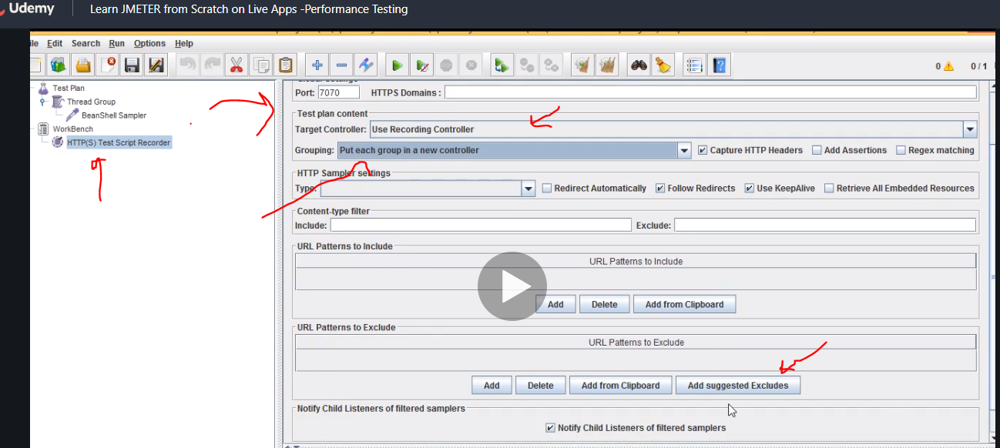 Udemy Learn JMETER from Scratch on Live Apps -Performance Testing
ile Edit Search Run Options Help
0 0 / 1
Test Plan
Thread Group
BeanShell Sampler
WorkBench
HTTP(S) Test Script Recorder
Port: 7070 HTTPS Domains :
Test plan content
Target Controller: Use Recording Controller
Grouping: Put each group in a new controller Capture HTTP Headers Add Assertions Regex matching
HTTP Sampler settings
Type: Redirect Automatically Follow Redirects Use KeepAlive Retrieve All Embedded Resources
Content-type filter
Include: Exclude:
URL Patterns to Include
URL Patterns to Include
Add Delete Add from Clipboard
URL Patterns to Exclude
URL Patterns to Exclude
Add Delete Add from Clipboard Add suggested Excludes
Notify Child Listeners of filtered samplers
Notify Child Listeners of filtered samplers